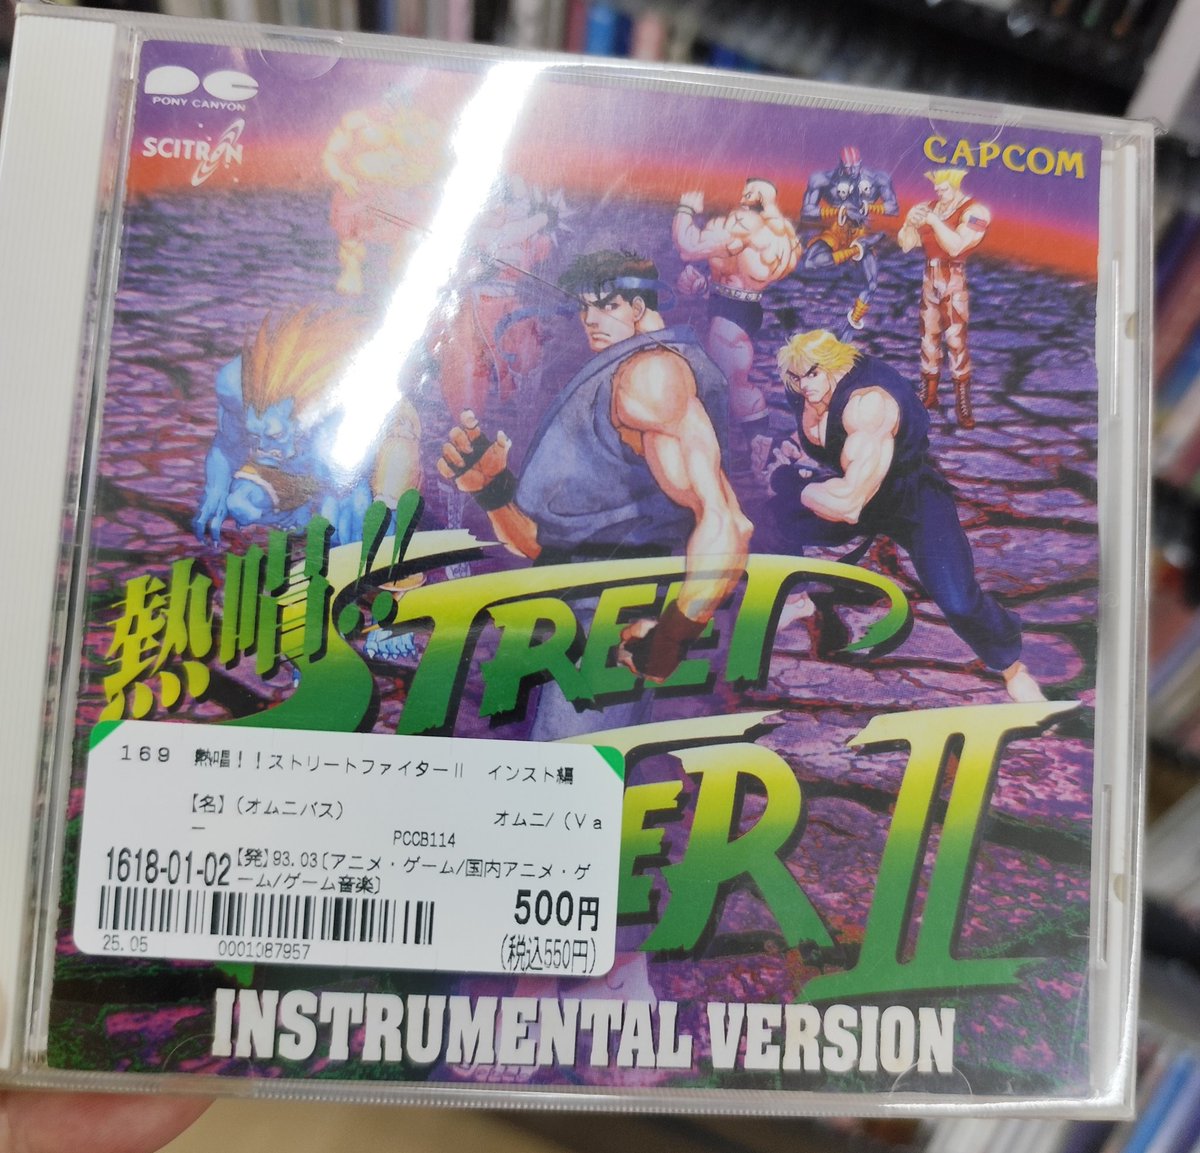 PONY CANYON
SCITRON
CAPCOM
熱唱!!
STREET
ER II
169 熱唱!!ストリートファイターⅡ インスト編
【名】(オムニバス) オムニ/(Va
—
PCCB114
1618-01-02 【発】93.03[アニメ・ゲーム/国内アニメ・ゲ
ーム/ゲーム音楽]
500円
25.05 0001087957 (税込550円)
INSTRUMENTAL VERSION